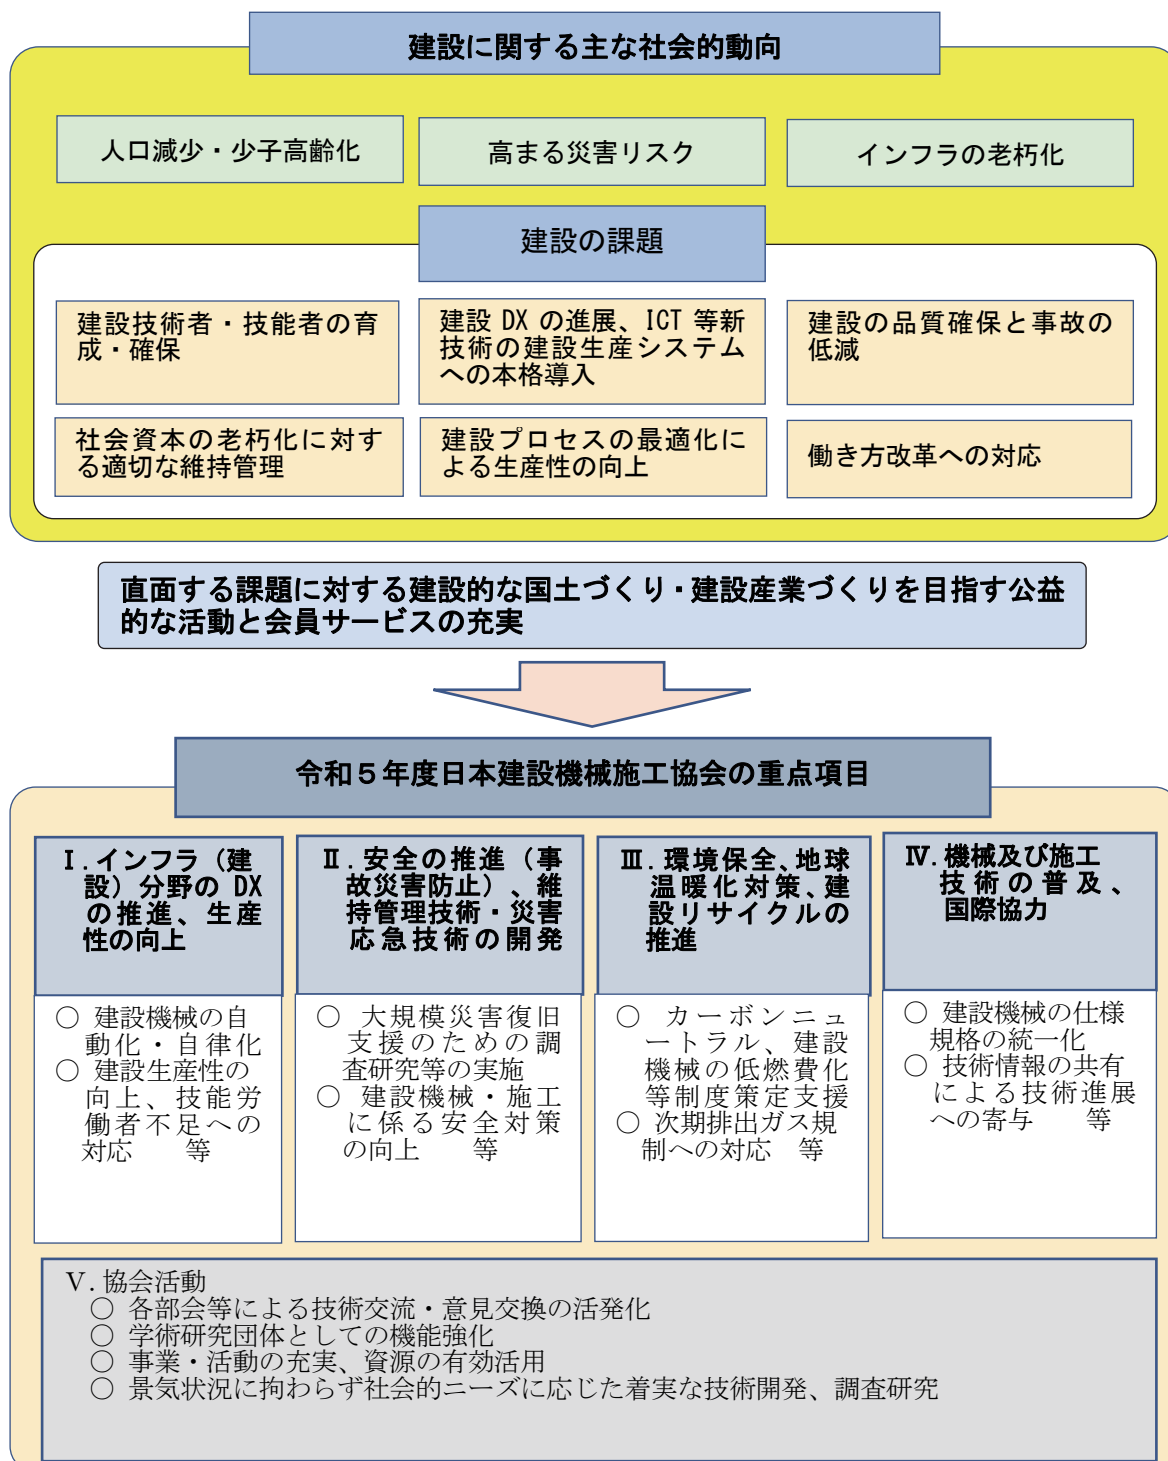 建設に関する主な社会的動向
人口減少・少子高齢化
高まる災害リスク
インフラの老朽化
建設の課題
建設技術者・技能者の育
成・確保
建設 DX の進展、ICT 等新
技術の建設生産システム
への本格導入
建設の品質確保と事故の
低減
社会資本の老朽化に対す
る適切な維持管理
建設プロセスの最適化に
よる生産性の向上
働き方改革への対応
直面する課題に対する建設的な国土づくり・建設産業づくりを目指す公益
的な活動と会員サービスの充実
令和５年度日本建設機械施工協会の重点項目
Ⅰ．インフラ（建
設）分野の DX
の推進、生産
性の向上
○ 建設機械の自
動化・自律化
○ 建設生産性の
向上、技能労
働者不足への
対応　　等
Ⅱ．安全の推進（事
故災害防止）、維
持管理技術・災害
応急技術の開発
○ 大規模災害復旧
支援のための調
査研究等の実施
○ 建設機械・施工
に係る安全対策
の向上　　等
Ⅲ．環境保全、地球
温暖化対策、建
設リサイクルの
推進
○ カーボンニュ
ートラル、建設
機械の低燃費化
等制度策定支援
○ 次期排出ガス規
制への対応　等
Ⅳ．機械及び施工
技術の普及、
国際協力
○ 建設機械の仕様
規格の統一化
○ 技術情報の共有
による技術進展
への寄与　　等
Ⅴ．協会活動
○ 各部会等による技術交流・意見交換の活発化
○ 学術研究団体としての機能強化
○ 事業・活動の充実、資源の有効活用
○ 景気状況に拘わらず社会的ニーズに応じた着実な技術開発、調査研究